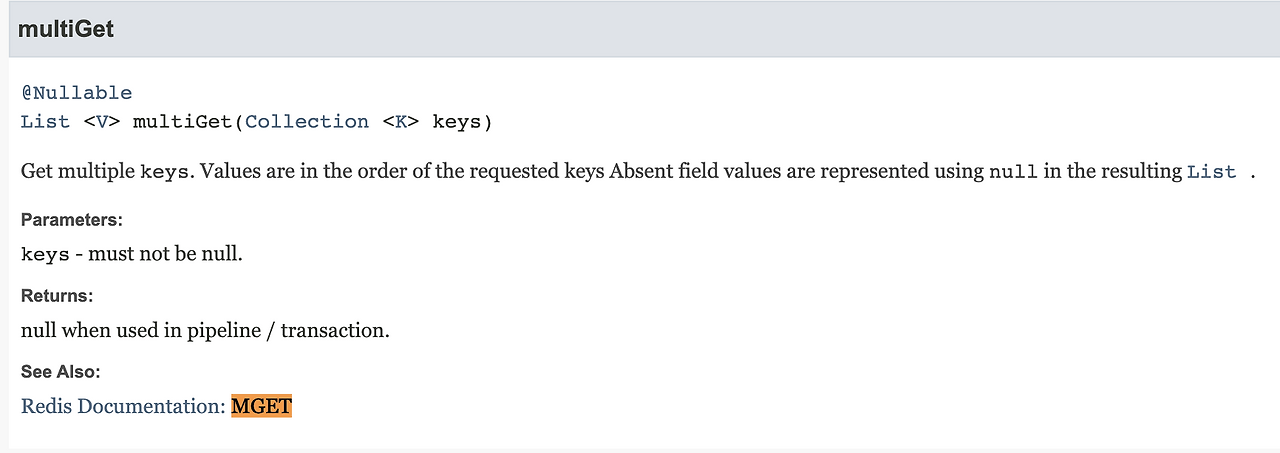 multiGet
@Nullable
List <V> multiGet(Collection <K> keys)
Get multiple keys. Values are in the order of the requested keys Absent field values are represented using null in the resulting List .
Parameters:
keys - must not be null.
Returns:
null when used in pipeline / transaction.
See Also:
Redis Documentation: MGET